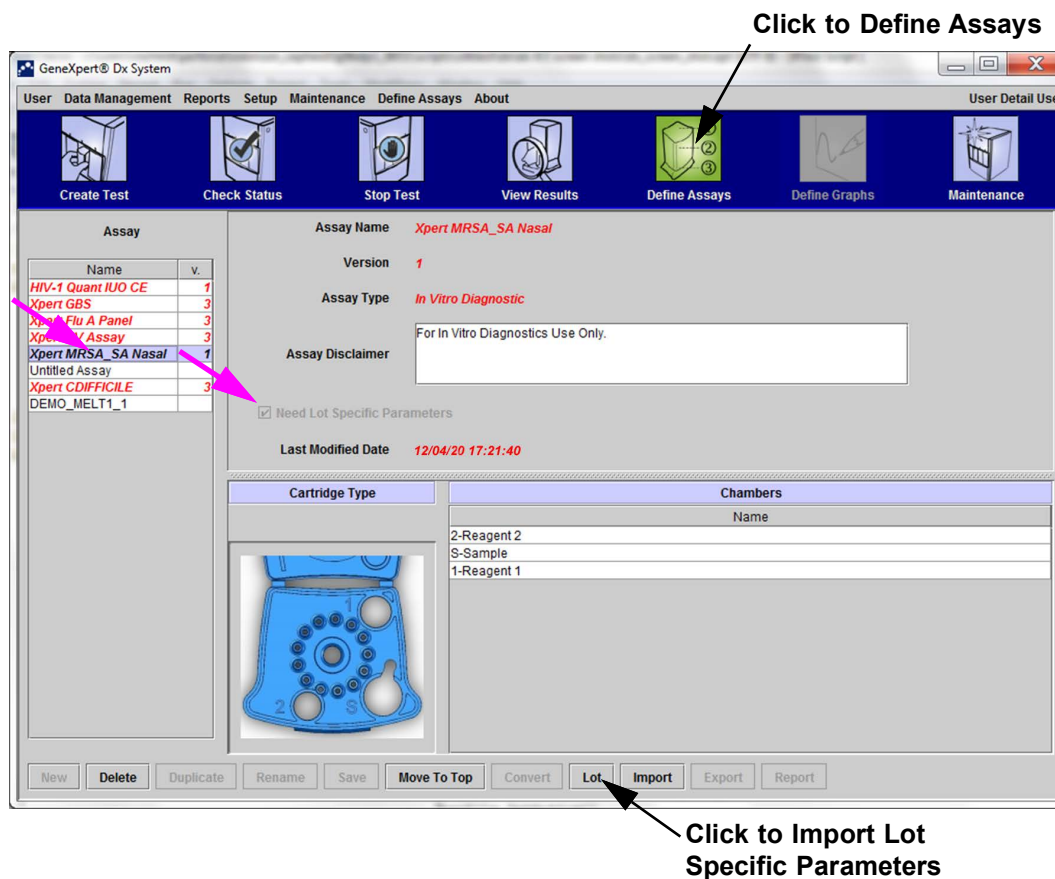 Click to Define Assays
GeneXpert® Dx System
User Data Management Reports Setup Maintenance Define Assays About User Detail Use
Create Test Check Status Stop Test View Results Define Assays Define Graphs Maintenance
Assay
Name v.
HIV-1 Quant IUO CE 1
Xpert GBS 3
Flu A Panel 3
Assay 3
Xpert MRSA_SA Nasal 1
Untitled Assay
Xpert CDIFFICILE 3
DEMO_MELT1_1
Assay Name Xpert MRSA_SA Nasal
Version 1
Assay Type In Vitro Diagnostic
Assay Disclaimer For In Vitro Diagnostics Use Only.
Need Lot Specific Parameters
Last Modified Date 12/04/20 17:21:40
Cartridge Type
Chambers
Name
2-Reagent 2
S-Sample
1-Reagent 1
1
2 S
New Delete Duplicate Rename Save Move To Top Convert Lot Import Export Report
Click to Import Lot
Specific Parameters